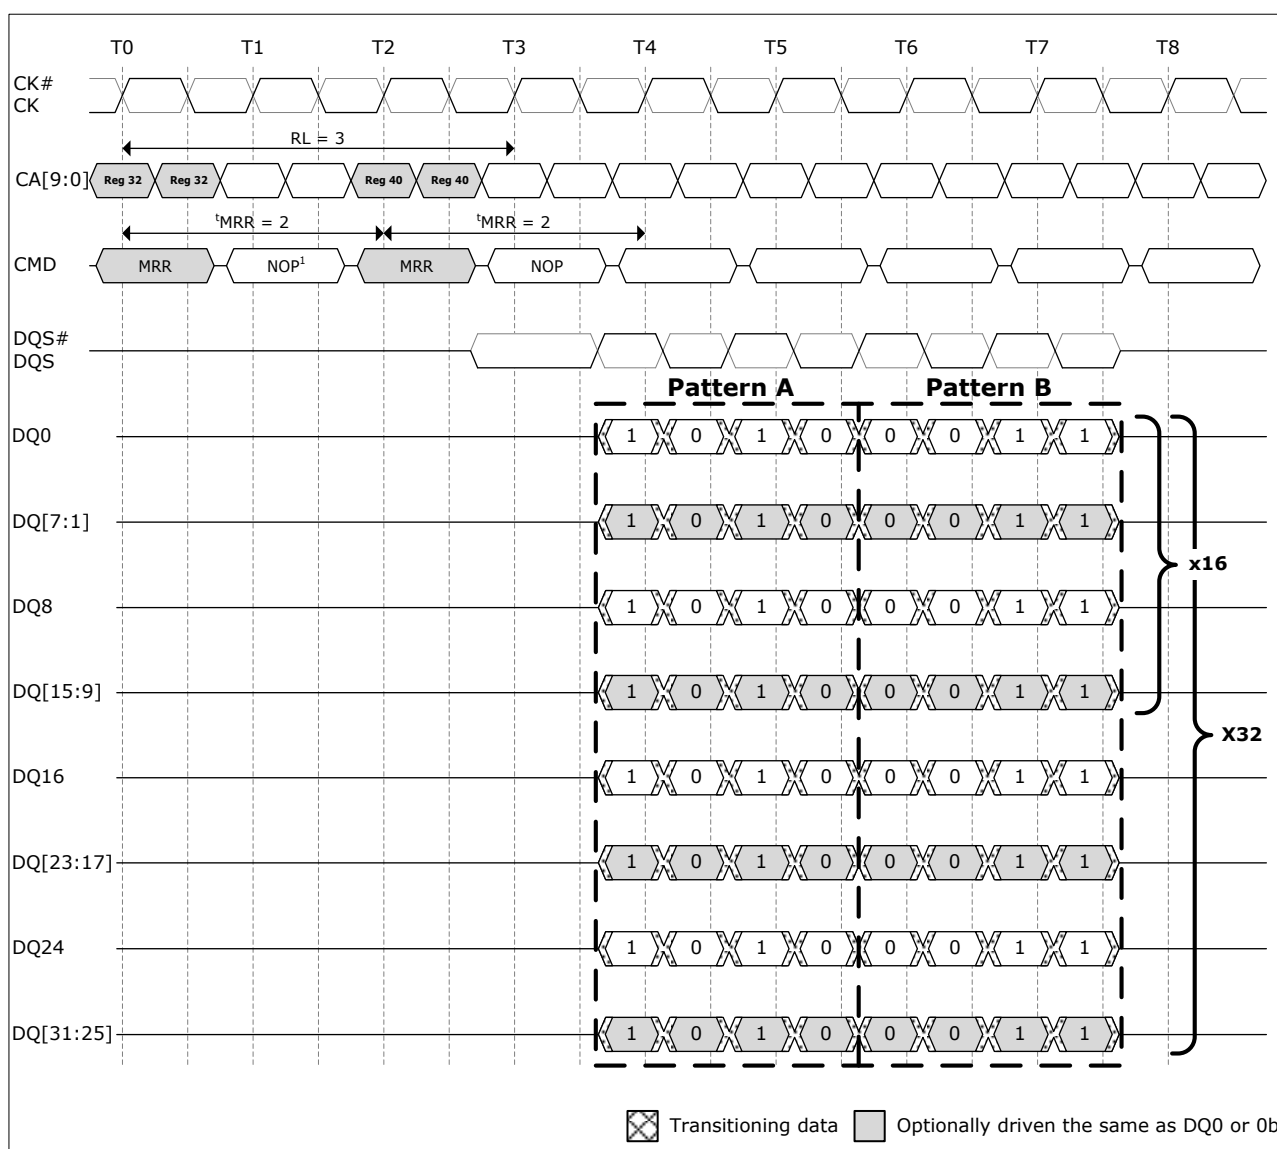 T0 T1 T2 T3 T4 T5 T6 T7 T8
CK#
CK
RL = 3
CA[9:0] Reg 32 Reg 32 Reg 40 Reg 40
tMRR = 2 tMRR = 2
CMD MRR NOP1 MRR NOP
DQS#
DQS
Pattern A Pattern B
DQ0 1 0 1 0 0 0 1 1
DQ[7:1] 1 0 1 0 0 0 1 1
x16
DQ8 1 0 1 0 0 0 1 1
DQ[15:9] 1 0 1 0 0 0 1 1
X32
DQ16 1 0 1 0 0 0 1 1
DQ[23:17] 1 0 1 0 0 0 1 1
DQ24 1 0 1 0 0 0 1 1
DQ[31:25] 1 0 1 0 0 0 1 1
Transitioning data Optionally driven the same as DQ0 or 0b